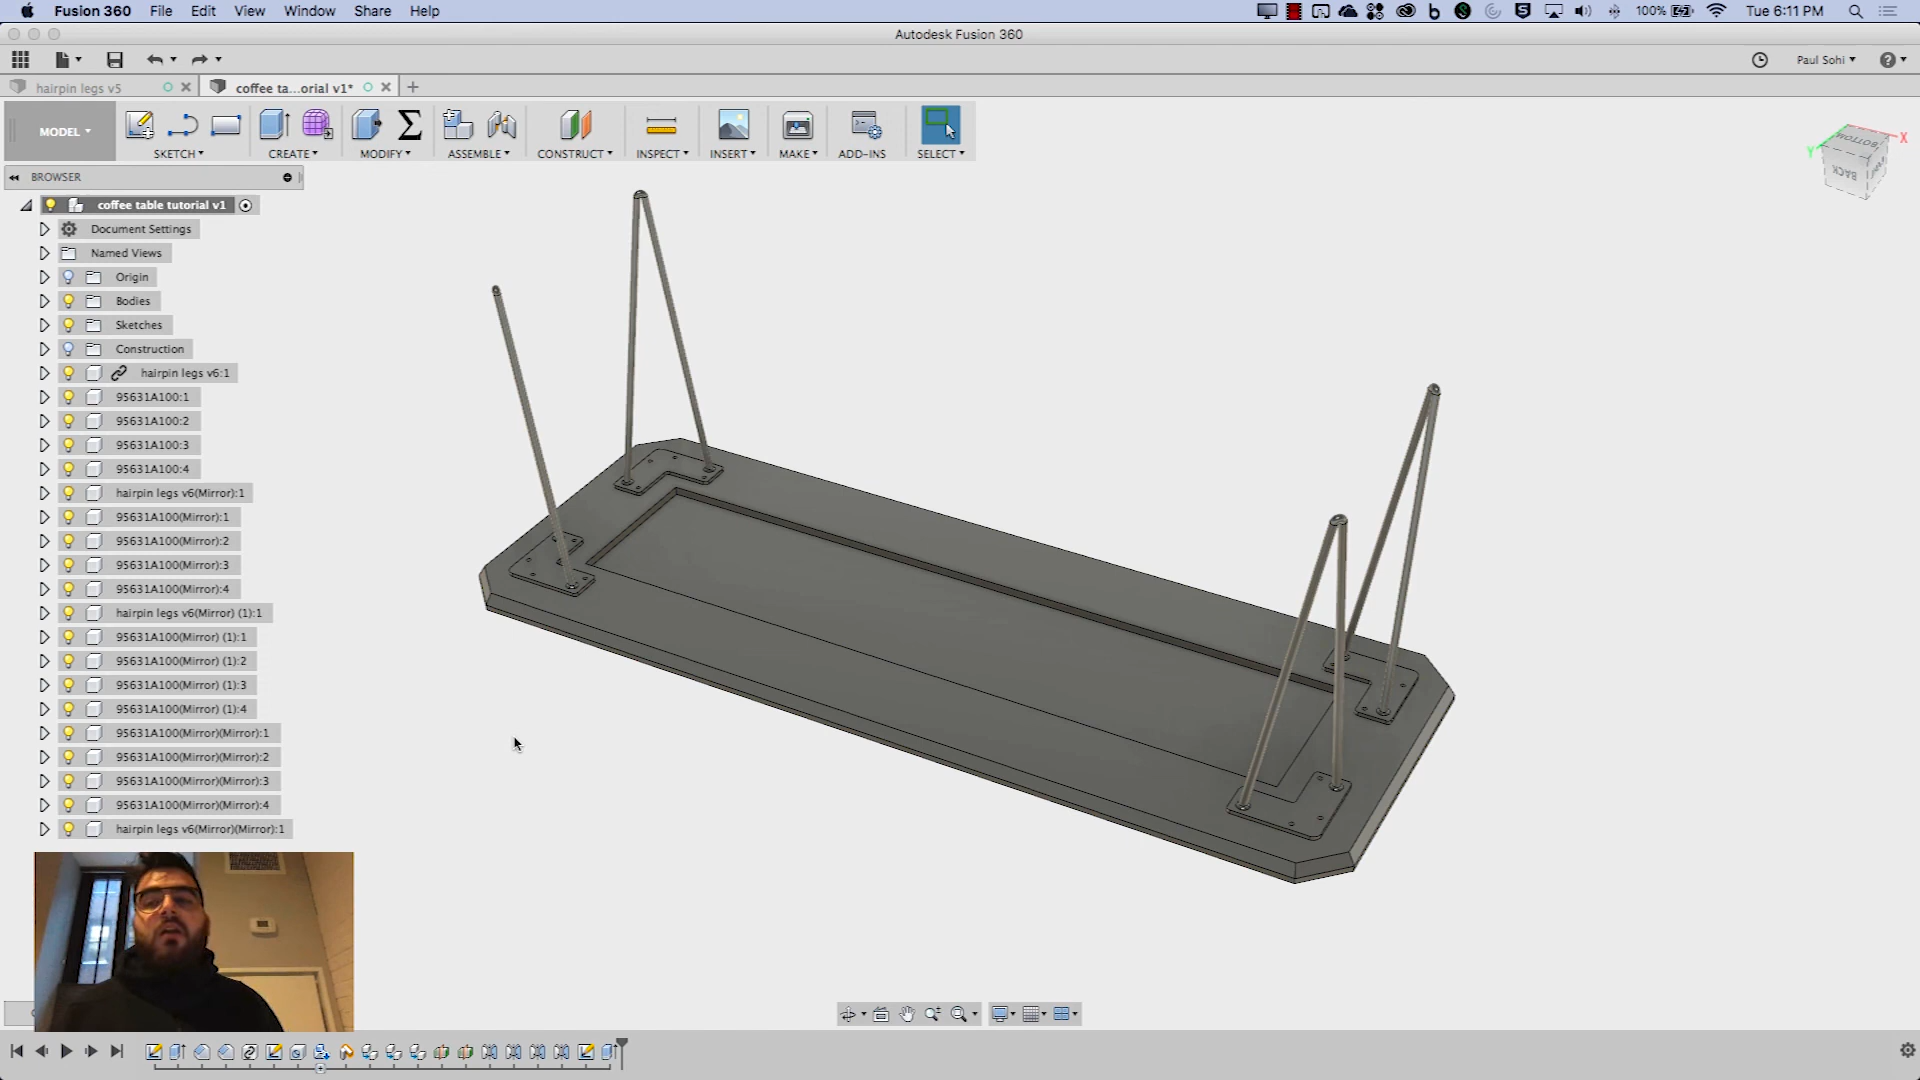 Fusion 360 File Edit View Window Share Help 100% Tue 6:11 PM
Autodesk Fusion 360
Paul Sohi
hairpin legs v5 coffee ta...orial v1*
MODEL
SKETCH CREATE MODIFY ASSEMBLE CONSTRUCT INSPECT INSERT MAKE ADD-INS SELECT
BROWSER
coffee table tutorial v1
Document Settings
Named Views
Origin
Bodies
Sketches
Construction
hairpin legs v6:1
95631A100:1
95631A100:2
95631A100:3
95631A100:4
hairpin legs v6(Mirror):1
95631A100(Mirror):1
95631A100(Mirror):2
95631A100(Mirror):3
95631A100(Mirror):4
hairpin legs v6(Mirror) (1):1
95631A100(Mirror) (1):1
95631A100(Mirror) (1):2
95631A100(Mirror) (1):3
95631A100(Mirror) (1):4
95631A100(Mirror)(Mirror):1
95631A100(Mirror)(Mirror):2
95631A100(Mirror)(Mirror):3
95631A100(Mirror)(Mirror):4
hairpin legs v6(Mirror)(Mirror):1
BOTTOM
BACK
X
Y